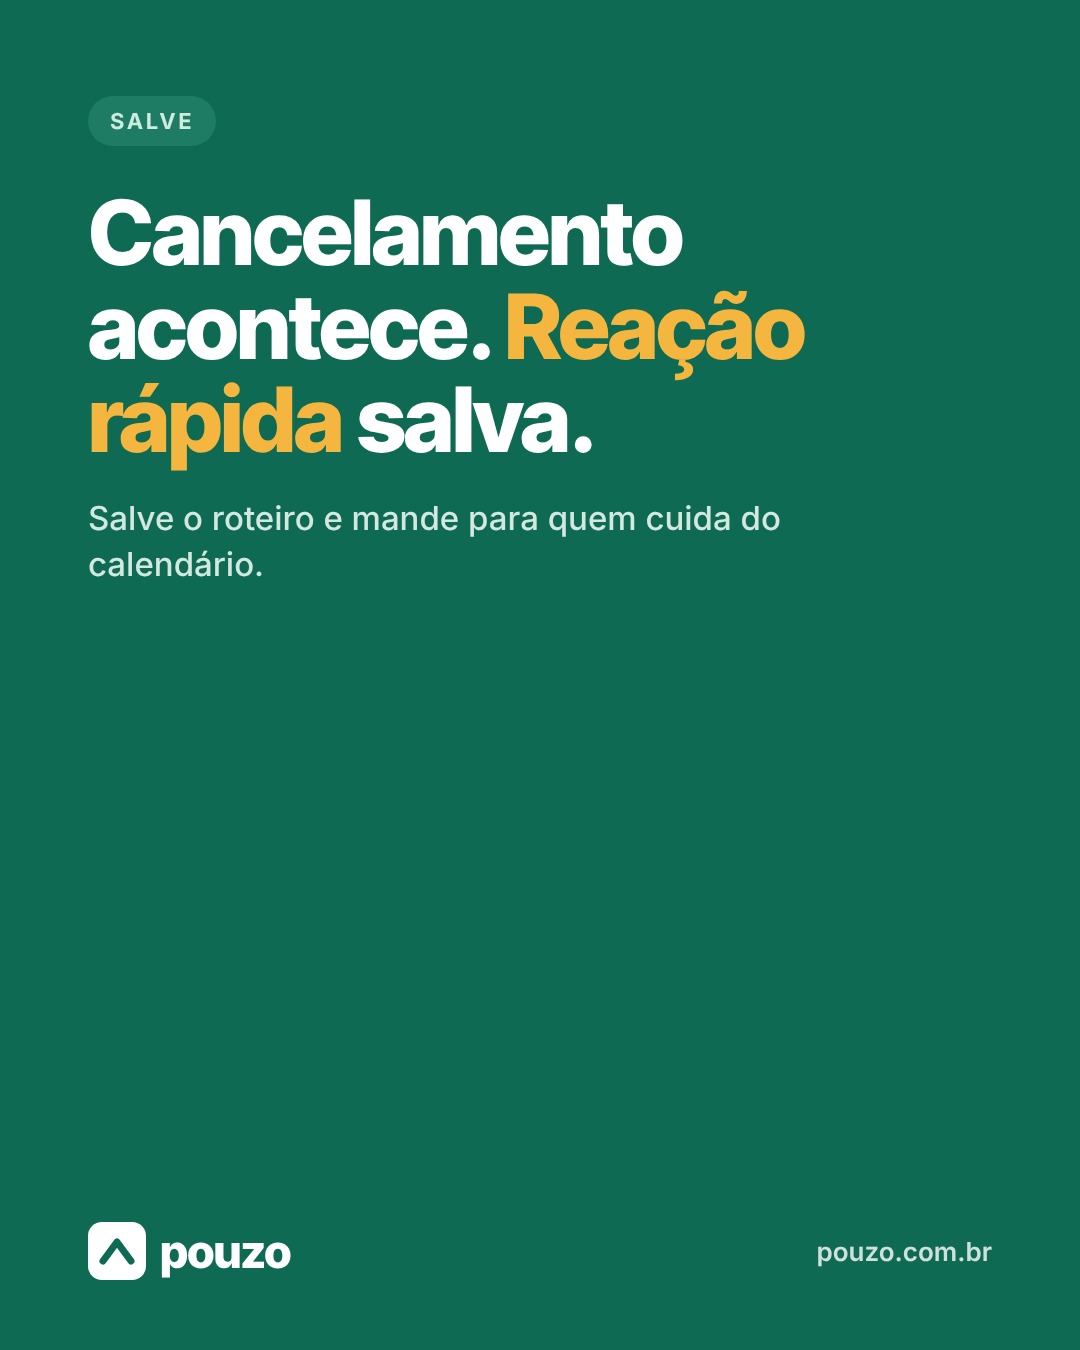 SALVE
Cancelamento
acontece. Reação
rápida salva.
Salve o roteiro e mande para quem cuida do
calendário.
pouzo
pouzo.com.br